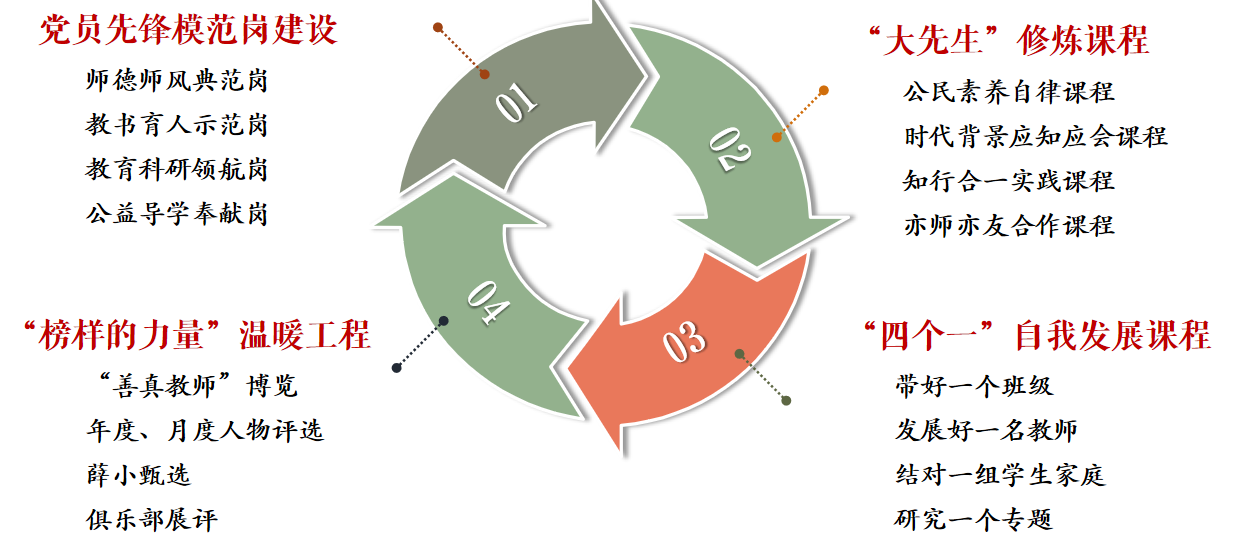 党员先锋模范岗建设
师德师风典范岗
教书育人示范岗
教育科研领航岗
公益导学奉献岗
01
“大先生”修炼课程
公民素养自律课程
时代背景应知应会课程
知行合一实践课程
亦师亦友合作课程
02
“四个一”自我发展课程
带好一个班级
发展好一名教师
结对一组学生家庭
研究一个专题
03
“榜样的力量”温暖工程
“善真教师”博览
年度、月度人物评选
薛小甄选
俱乐部展评
04